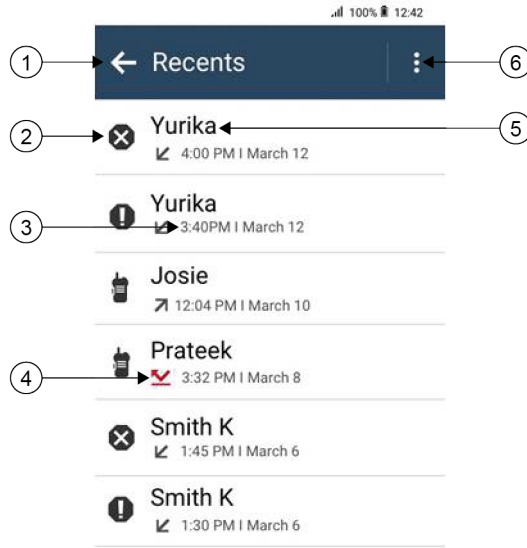 100% 12:42
1
Recents
6
2
Yurika
5
4:00 PM I March 12
Yurika
3
3:40PM I March 12
Josie
12:04 PM I March 10
Prateek
4
3:32 PM I March 8
Smith K
1:45 PM I March 6
Smith K
1:30 PM I March 6